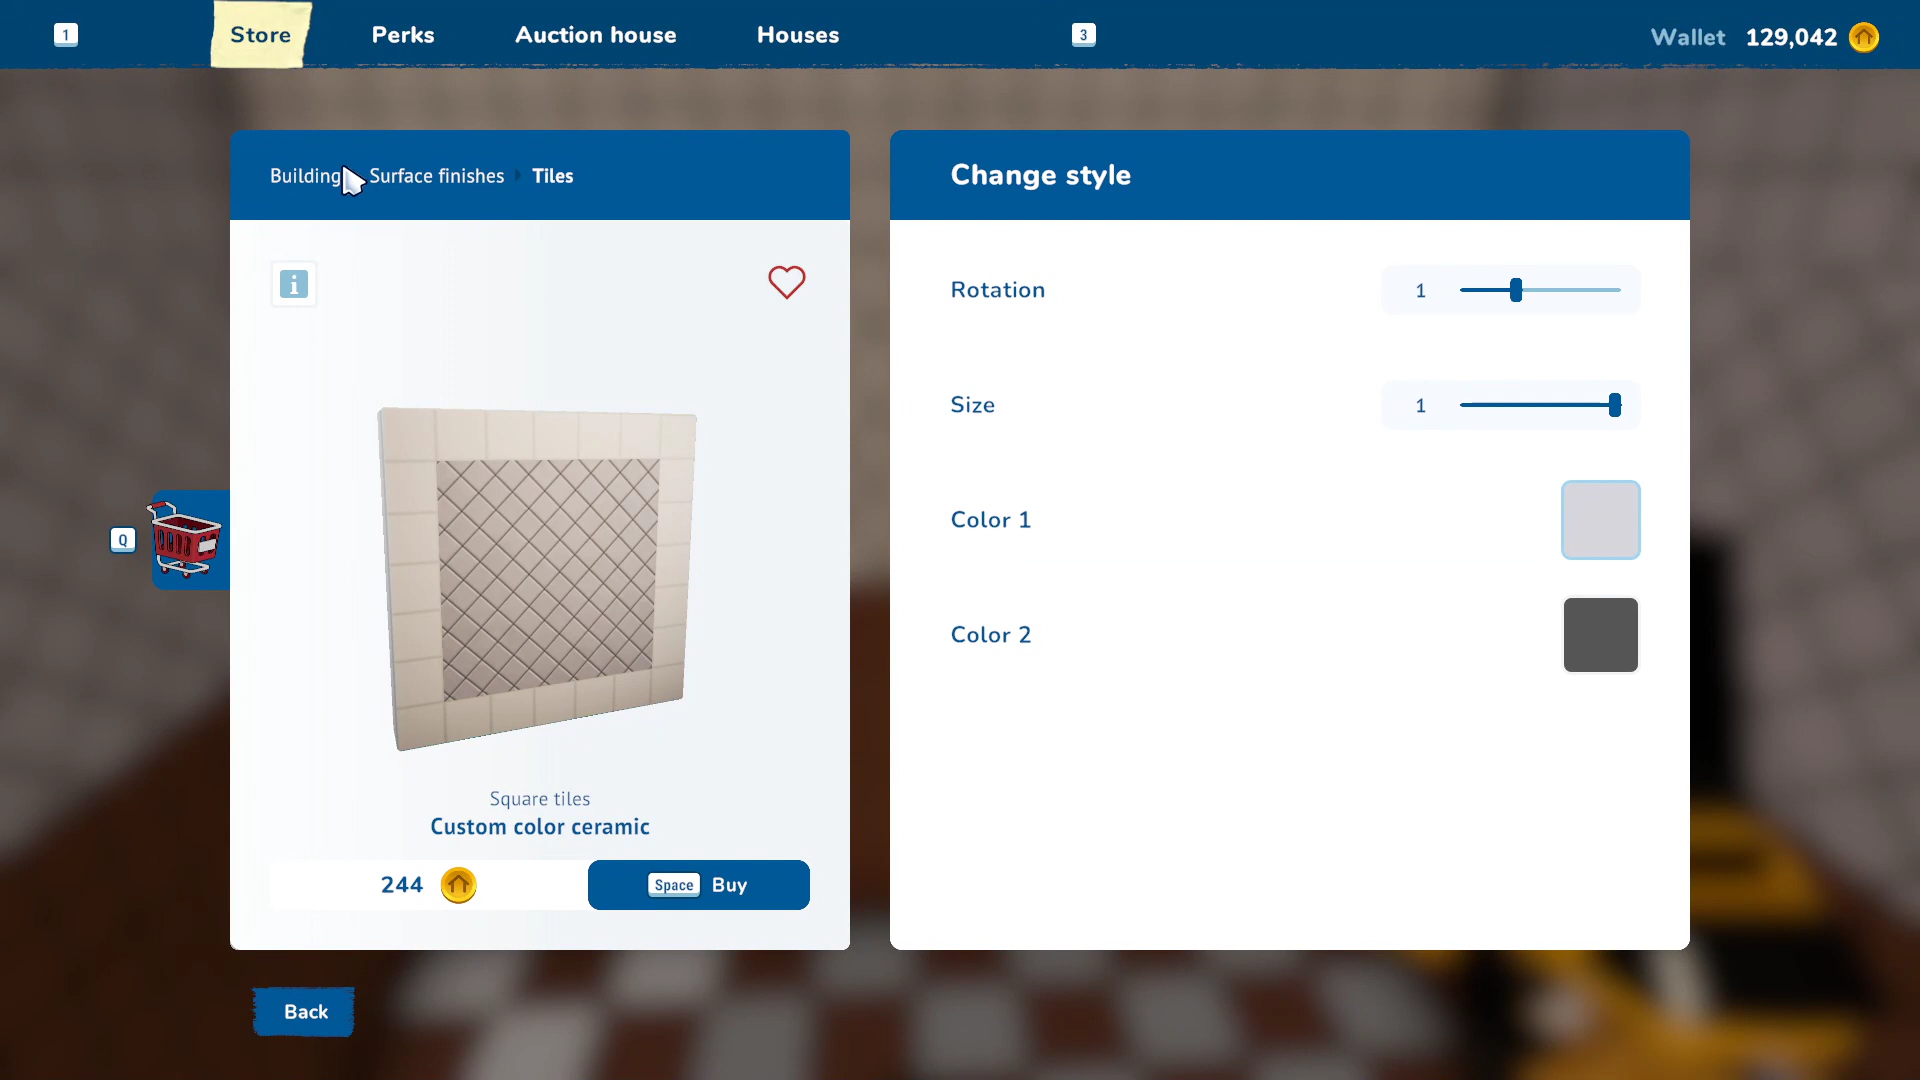 1
Store
Perks
Auction house
Houses
3
Wallet 129,042
Building Surface finishes Tiles
i
Q
Square tiles
Custom color ceramic
244
Space Buy
Back
Change style
Rotation 1
Size 1
Color 1
Color 2